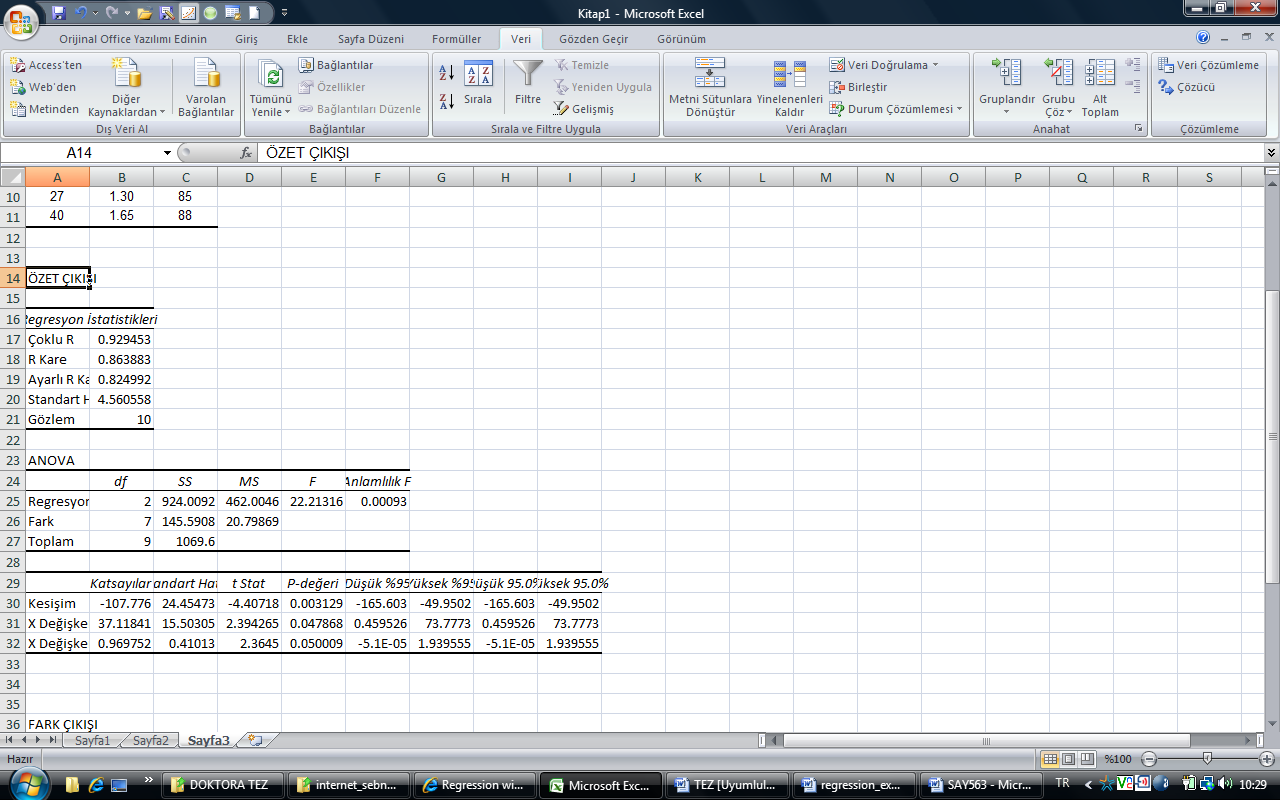 Kitap1 - Microsoft Excel
Orijinal Office Yazılımı Edinin Giriş Ekle Sayfa Düzeni Formüller Veri Gözden Geçir Görünüm
Access'ten
Web'den
Metinden
Diğer Kaynaklardan
Varolan Bağlantılar
Dış Veri Al
Tümünü Yenile
Bağlantılar
Özellikler
Bağlantıları Düzenle
Bağlantılar
Sırala
Filtre
Temizle
Yeniden Uygula
Gelişmiş
Sırala ve Filtre Uygula
Metni Sütunlara Dönüştür
Yinelenenleri Kaldır
Veri Doğrulama
Birleştir
Durum Çözümlemesi
Veri Araçları
Gruplandır
Grubu Çöz
Alt Toplam
Anahat
Veri Çözümleme
Çözücü
Çözümleme
A14 fx ÖZET ÇIKIŞI
A B C D E F G H I J K L M N O P Q R S
10 27 1.30 85
11 40 1.65 88
12
13
14 ÖZET ÇIKIŞI
15
16 egresyon İstatistikleri
17 Çoklu R 0.929453
18 R Kare 0.863883
19 Ayarlı R Ka 0.824992
20 Standart H 4.560558
21 Gözlem 10
22
23 ANOVA
24 df SS MS F Anlamlılık F
25 Regresyon 2 924.0092 462.0046 22.21316 0.00093
26 Fark 7 145.5908 20.79869
27 Toplam 9 1069.6
28
29 Katsayılar andart Hat t Stat P-değeri Düşük %95 Yüksek %95 üşük 95.0% üksek 95.0%
30 Kesişim -107.776 24.45473 -4.40718 0.003129 -165.603 -49.9502 -165.603 -49.9502
31 X Değişke 37.11841 15.50305 2.394265 0.047868 0.459526 73.7773 0.459526 73.7773
32 X Değişke 0.969752 0.41013 2.3645 0.050009 -5.1E-05 1.939555 -5.1E-05 1.939555
33
34
35
36 FARK ÇIKIŞI
Sayfa1 Sayfa2 Sayfa3
Hazır %100
DOKTORA TEZ internet_sebn... Regression wi... Microsoft Exc... TEZ [Uyumlul... regression_ex... SAY563 - Micr... TR 10:29